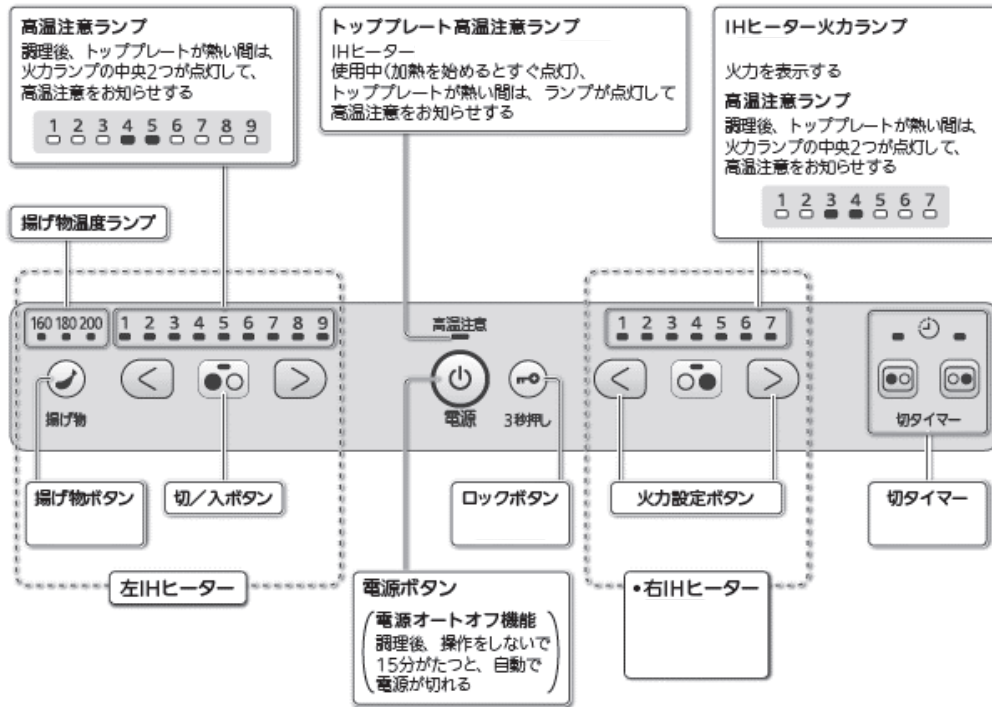 高温注意ランプ
調理後、トッププレートが熱い間は、
火力ランプの中央2つが点灯して、
高温注意をお知らせする
1 2 3 4 5 6 7 8 9
トッププレート高温注意ランプ
IHヒーター
使用中(加熱を始めるとすぐ点灯)、
トッププレートが熱い間は、ランプが点灯して
高温注意をお知らせする
IHヒーター火力ランプ
火力を表示する
高温注意ランプ
調理後、トッププレートが熱い間は、
火力ランプの中央2つが点灯して、
高温注意をお知らせする
1 2 3 4 5 6 7
揚げ物温度ランプ
160 180 200
1 2 3 4 5 6 7 8 9
高温注意
1 2 3 4 5 6 7
揚げ物
電源
3秒押し
切タイマー
揚げ物ボタン
切/入ボタン
ロックボタン
火力設定ボタン
切タイマー
左IHヒーター
電源ボタン
(電源オートオフ機能
調理後、操作をしないで
15分がたつと、自動で
電源が切れる)
•右IHヒーター